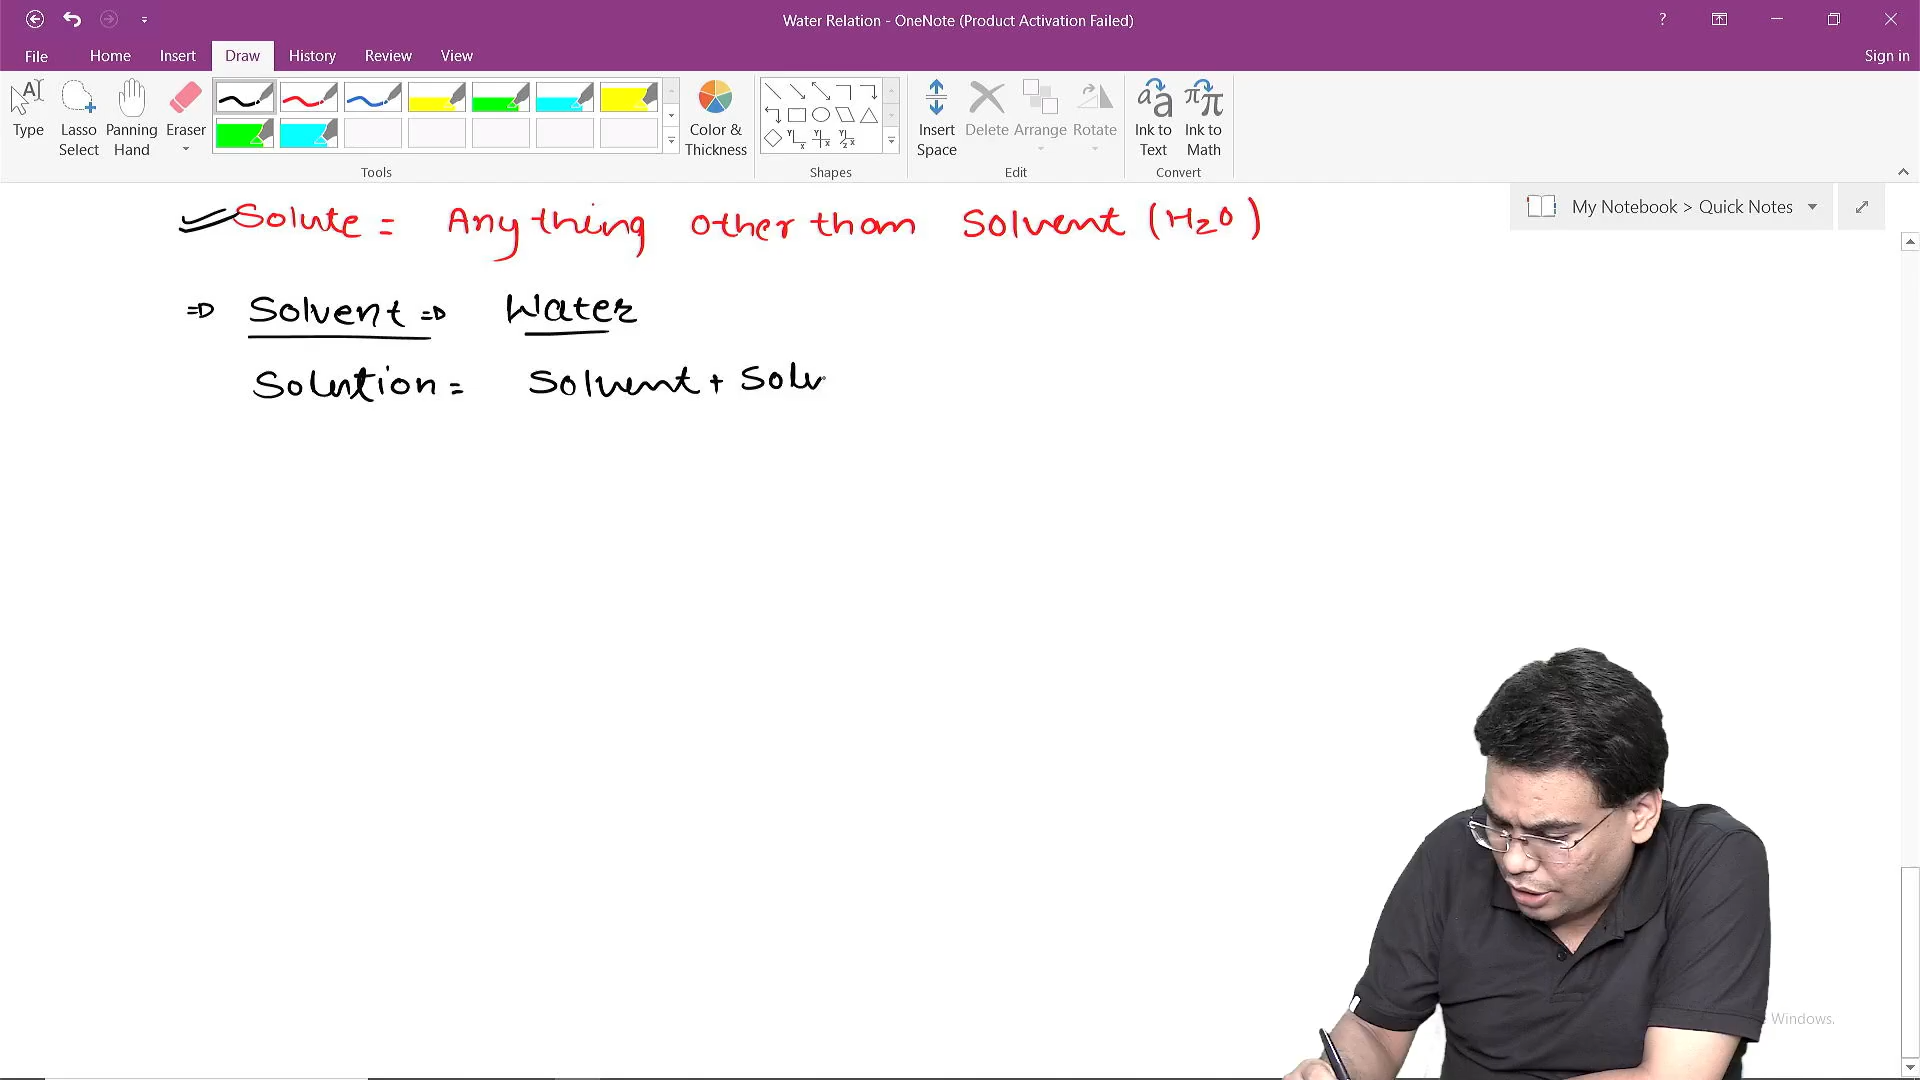 Water Relation - OneNote (Product Activation Failed)
?
File Home Insert Draw History Review View
Sign in
Type
Lasso Select
Panning Hand
Eraser
Color & Thickness
Insert Space
Delete
Arrange
Rotate
Ink to Text
Ink to Math
Tools
Shapes
Edit
Convert
My Notebook > Quick Notes
Solute = Anything other than Solvent (H2O)
=> Solvent => Water
Solution = Solvent + Solu
Windows.